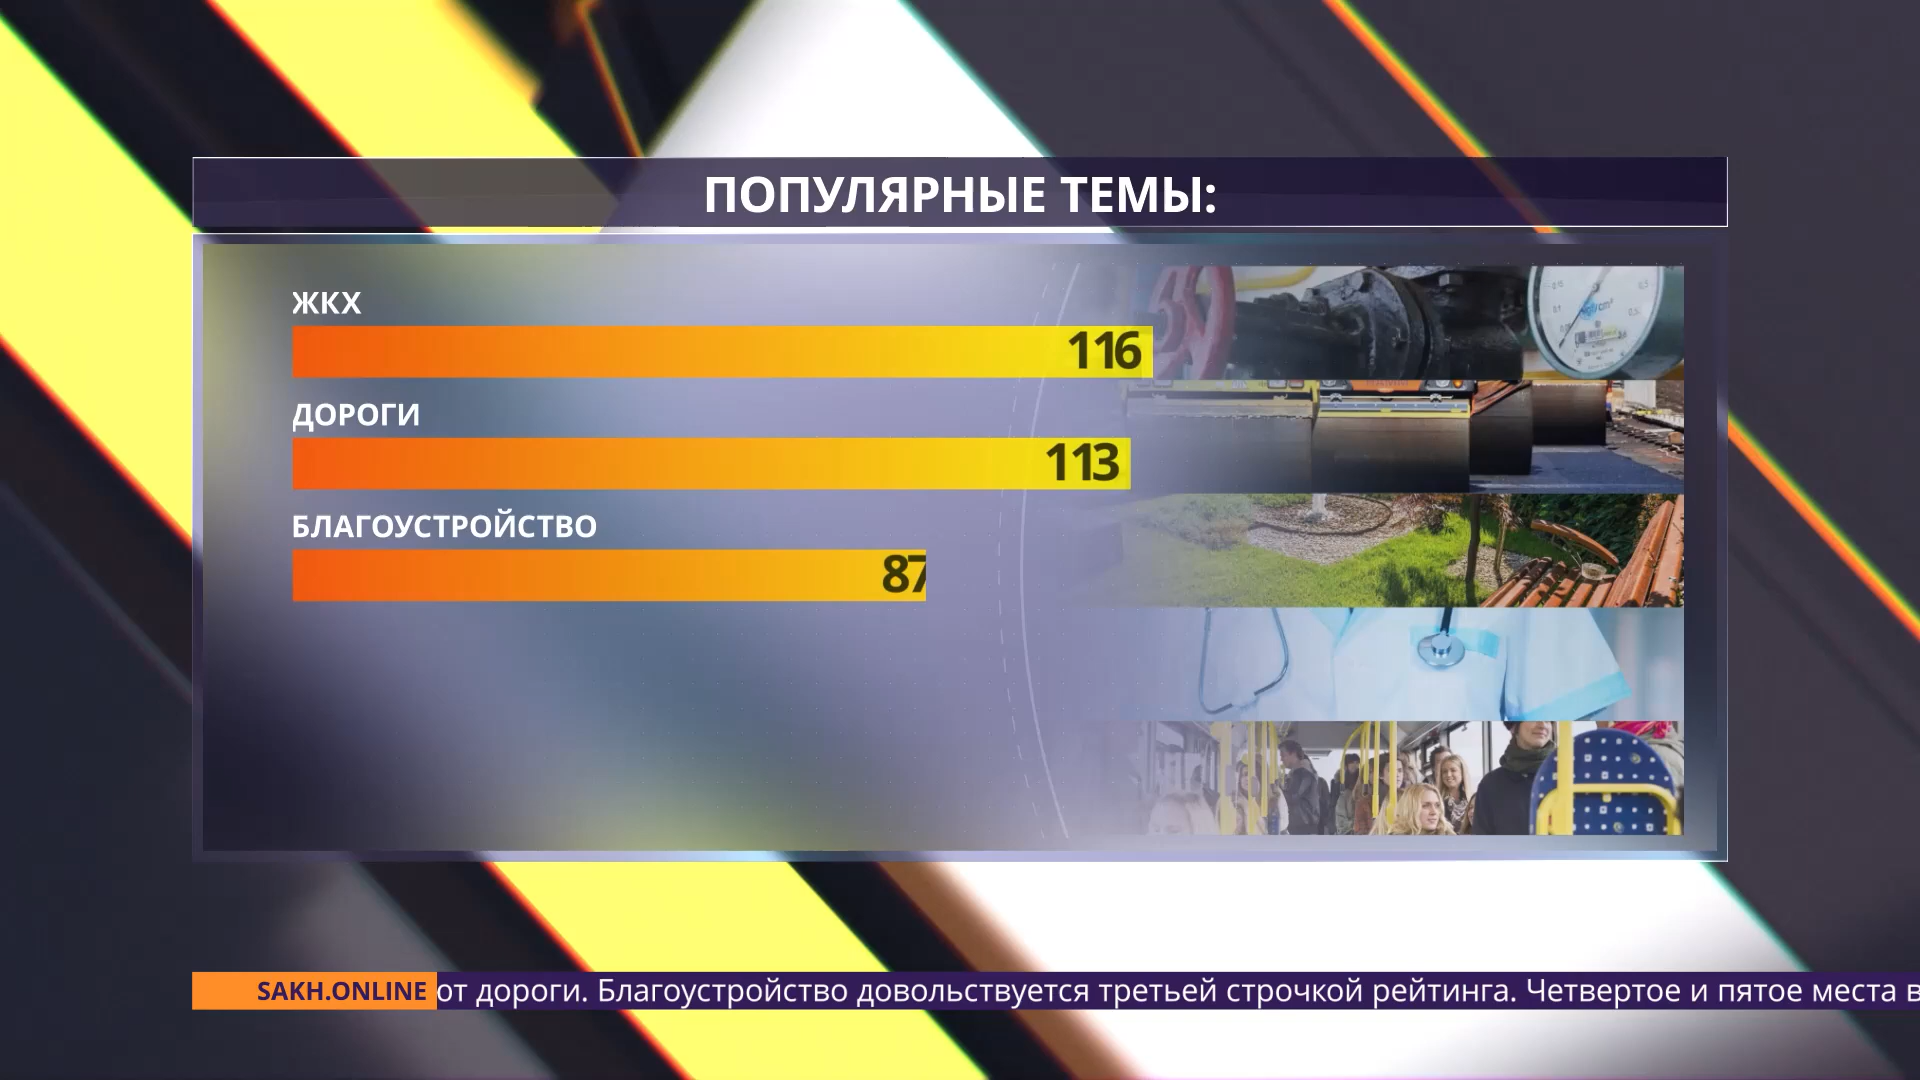 ПОПУЛЯРНЫЕ ТЕМЫ:
ЖКХ
116
ДОРОГИ
113
БЛАГОУСТРОЙСТВО
87
SAKH.ONLINE от дороги. Благоустройство довольствуется третьей строчкой рейтинга. Четвертое и пятое места в